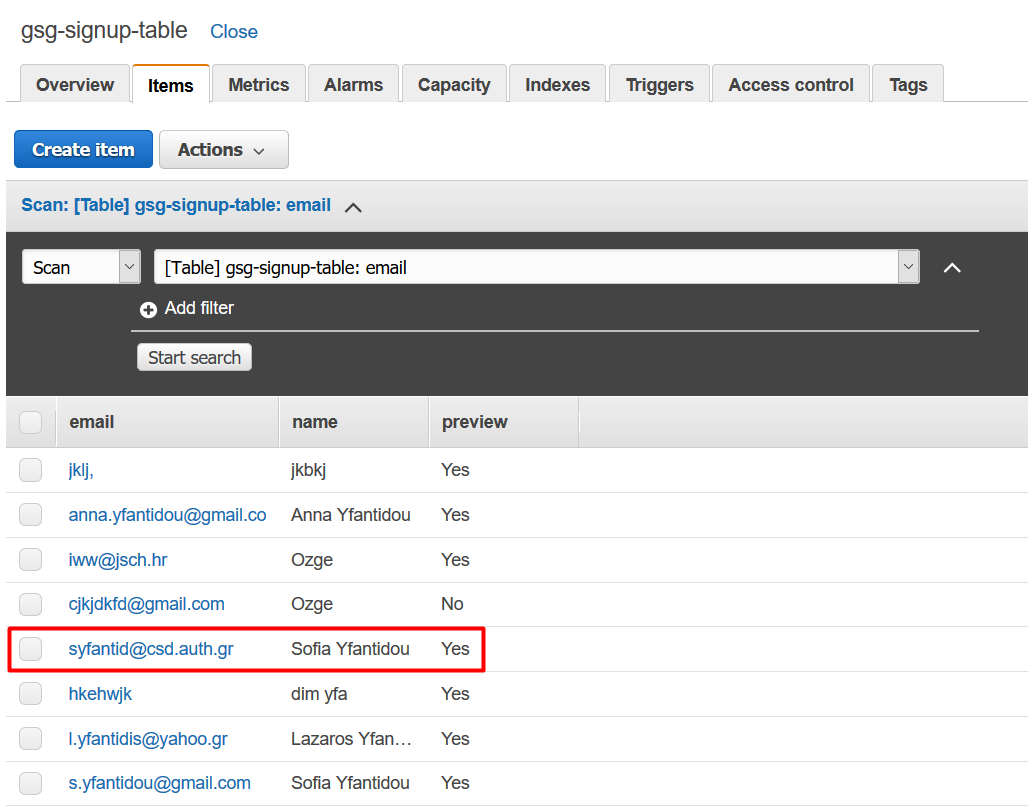 gsg-signup-table Close
Overview Items Metrics Alarms Capacity Indexes Triggers Access control Tags
Create item Actions
Scan: [Table] gsg-signup-table: email
Scan [Table] gsg-signup-table: email
Add filter
Start search
email name preview
jklj, jkbkj Yes
anna.yfantidou@gmail.co Anna Yfantidou Yes
iww@jsch.hr Ozge Yes
cjkjdkfd@gmail.com Ozge No
syfantid@csd.auth.gr Sofia Yfantidou Yes
hkehwjk dim yfa Yes
l.yfantidis@yahoo.gr Lazaros Yfan… Yes
s.yfantidou@gmail.com Sofia Yfantidou Yes